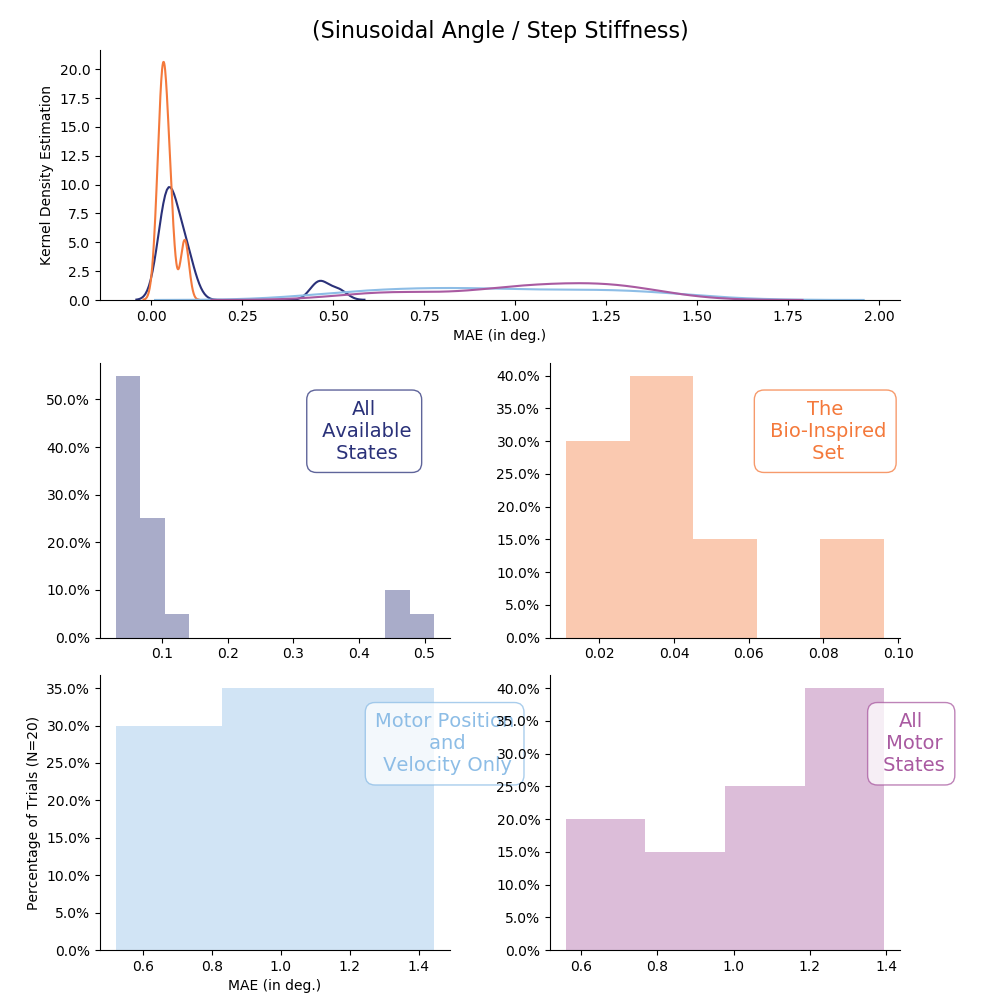 (Sinusoidal Angle / Step Stiffness)
Kernel Density Estimation
20.0
17.5
15.0
12.5
10.0
7.5
5.0
2.5
0.0
0.00 0.25 0.50 0.75 1.00 1.25 1.50 1.75 2.00
MAE (in deg.)
50.0%
40.0%
30.0%
20.0%
10.0%
0.0%
All
Available
States
0.1 0.2 0.3 0.4 0.5
40.0%
35.0%
30.0%
25.0%
20.0%
15.0%
10.0%
5.0%
0.0%
The
Bio-Inspired
Set
0.02 0.04 0.06 0.08 0.10
Percentage of Trials (N=20)
35.0%
30.0%
25.0%
20.0%
15.0%
10.0%
5.0%
0.0%
Motor Position
and
Velocity Only
0.6 0.8 1.0 1.2 1.4
MAE (in deg.)
40.0%
35.0%
30.0%
25.0%
20.0%
15.0%
10.0%
5.0%
0.0%
All
Motor
States
0.6 0.8 1.0 1.2 1.4